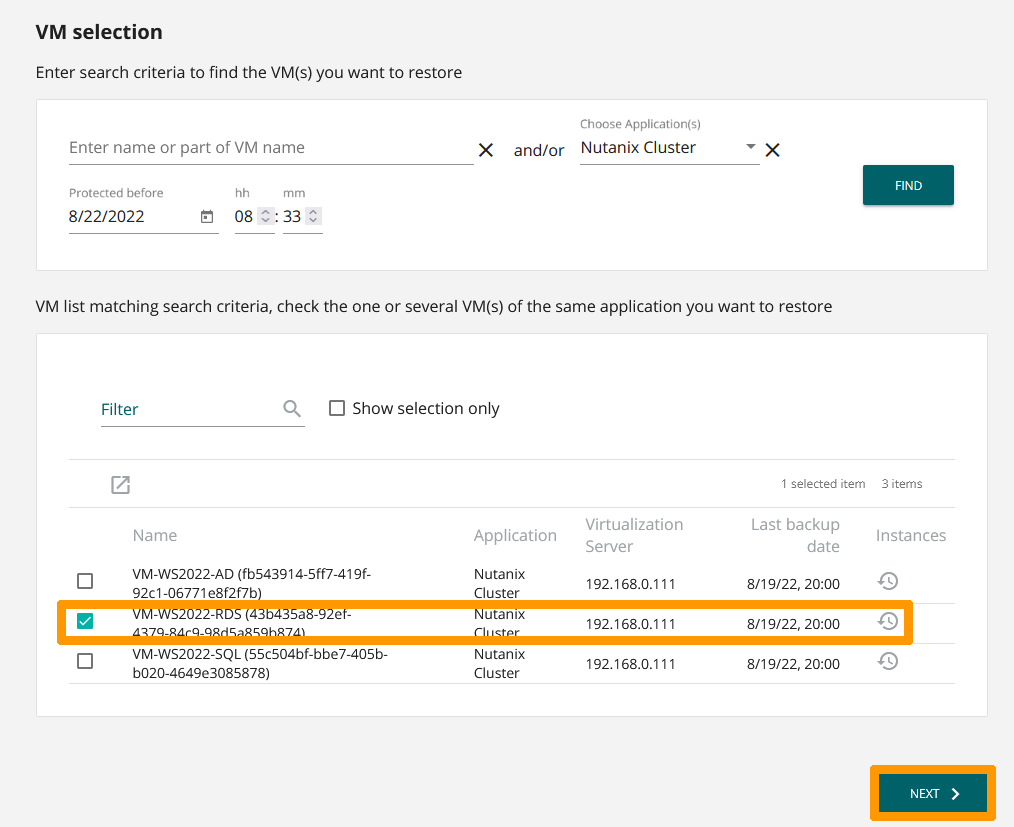 VM selection
Enter search criteria to find the VM(s) you want to restore
Choose Application(s)
Enter name or part of VM name
and/or
Nutanix Cluster
Protected before
hh
mm
FIND
8/22/2022
08 : 33
VM list matching search criteria, check the one or several VM(s) of the same application you want to restore
Filter
Show selection only
1 selected item 3 items
Name
Application
Virtualization
Server
Last backup
date
Instances
VM-WS2022-AD (fb543914-5ff7-419f-
92c1-06771e8f2f7b)
Nutanix
Cluster
192.168.0.111
8/19/22, 20:00
VM-WS2022-RDS (43b435a8-92ef-
4379-84c9-98d5a859b874)
Nutanix
Cluster
192.168.0.111
8/19/22, 20:00
VM-WS2022-SQL (55c504bf-bbe7-405b-
b020-4649e3085878)
Nutanix
Cluster
192.168.0.111
8/19/22, 20:00
NEXT